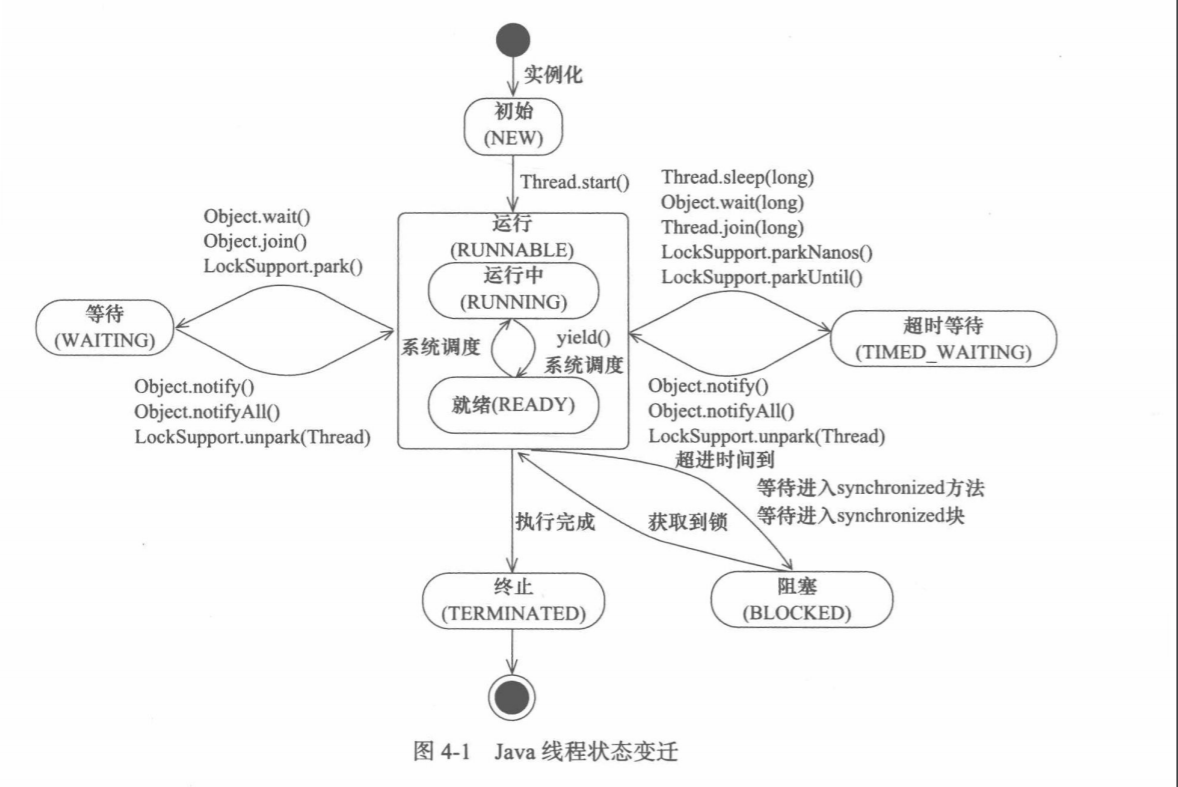 实例化
初始
(NEW)
Thread.start()
Object.wait()
Object.join()
LockSupport.park()
Thread.sleep(long)
Object.wait(long)
Thread.join(long)
LockSupport.parkNanos()
LockSupport.parkUntil()
运行
(RUNNABLE)
运行中
(RUNNING)
系统调度
yield()
系统调度
就绪(READY)
等待
(WAITING)
超时等待
(TIMED_WAITING)
Object.notify()
Object.notifyAll()
LockSupport.unpark(Thread)
Object.notify()
Object.notifyAll()
LockSupport.unpark(Thread)
超进时间到
等待进入synchronized方法
等待进入synchronized块
执行完成
获取到锁
终止
(TERMINATED)
阻塞
(BLOCKED)
图 4-1 Java 线程状态变迁